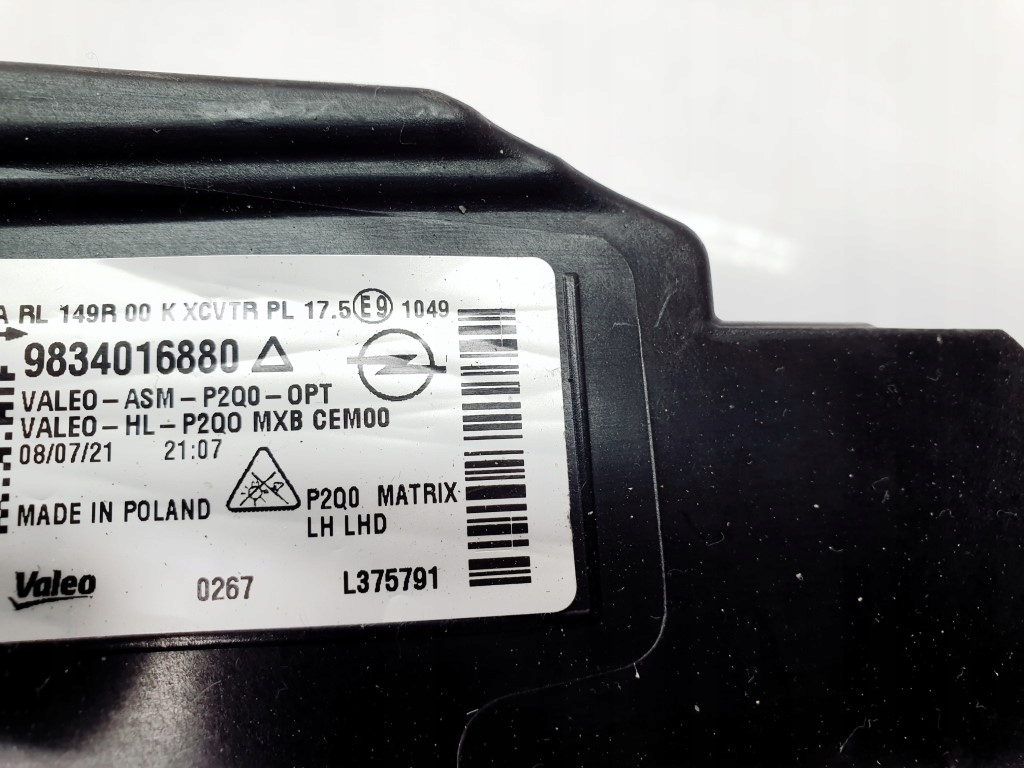 A RL 149R 00 K XCVTR PL 17.5 E9 1049
9834016880
VALEO-ASM-P2Q0-OPT
VALEO-HL-P2Q0 MXB CEM00
08/07/21 21:07
MADE IN POLAND
P2Q0 MATRIX
LH LHD
Valeo 0267 L375791